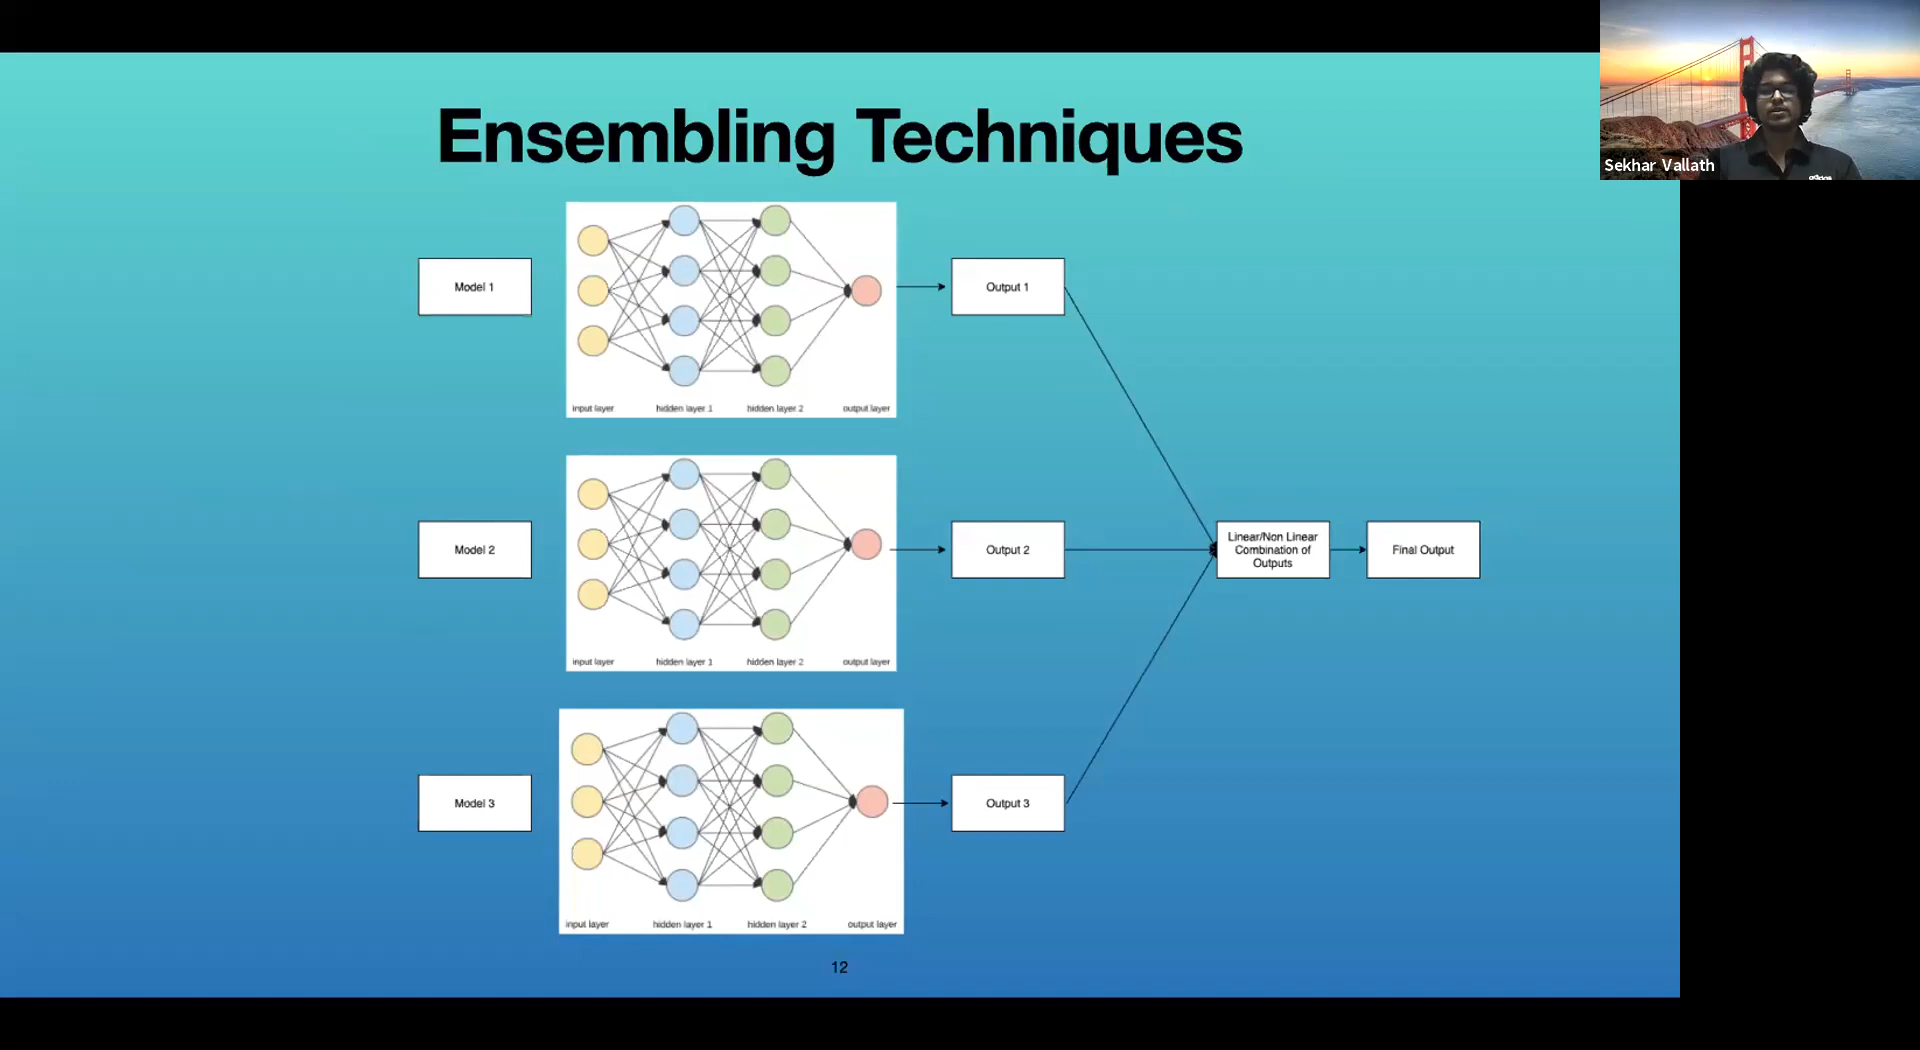 Ensembling Techniques
Sekhar Vallath
Model 1
input layer
hidden layer 1
hidden layer 2
output layer
Output 1
Model 2
input layer
hidden layer 1
hidden layer 2
output layer
Output 2
Linear/Non Linear
Combination of
Outputs
Final Output
Model 3
input layer
hidden layer 1
hidden layer 2
output layer
Output 3
12